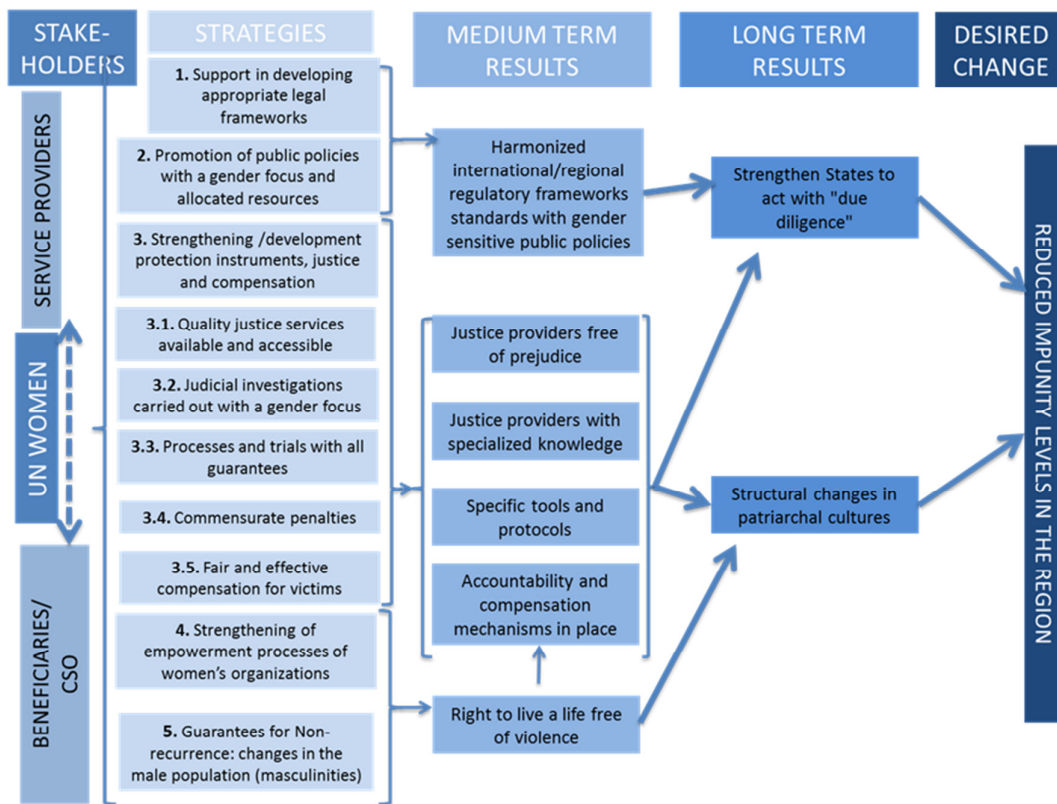 STAKE-
HOLDERS
STRATEGIES
MEDIUM TERM
RESULTS
LONG TERM
RESULTS
DESIRED
CHANGE
SERVICE PROVIDERS
UN WOMEN
BENEFICIARIES/
CSO
1. Support in developing
appropriate legal
frameworks
2. Promotion of public policies
with a gender focus and
allocated resources
3. Strengthening /development
protection instruments, justice
and compensation
3.1. Quality justice services
available and accessible
3.2. Judicial investigations
carried out with a gender focus
3.3. Processes and trials with all
guarantees
3.4. Commensurate penalties
3.5. Fair and effective
compensation for victims
4. Strengthening of
empowerment processes of
women's organizations
5. Guarantees for Non-
recurrence: changes in the
male population (masculinities)
Harmonized
international/regional
regulatory frameworks
standards with gender
sensitive public policies
Justice providers free
of prejudice
Justice providers with
specialized knowledge
Specific tools and
protocols
Accountability and
compensation
mechanisms in place
Right to live a life free
of violence
Strengthen States to
act with "due
diligence"
Structural changes in
patriarchal cultures
REDUCED IMPUNITY LEVELS IN THE REGION